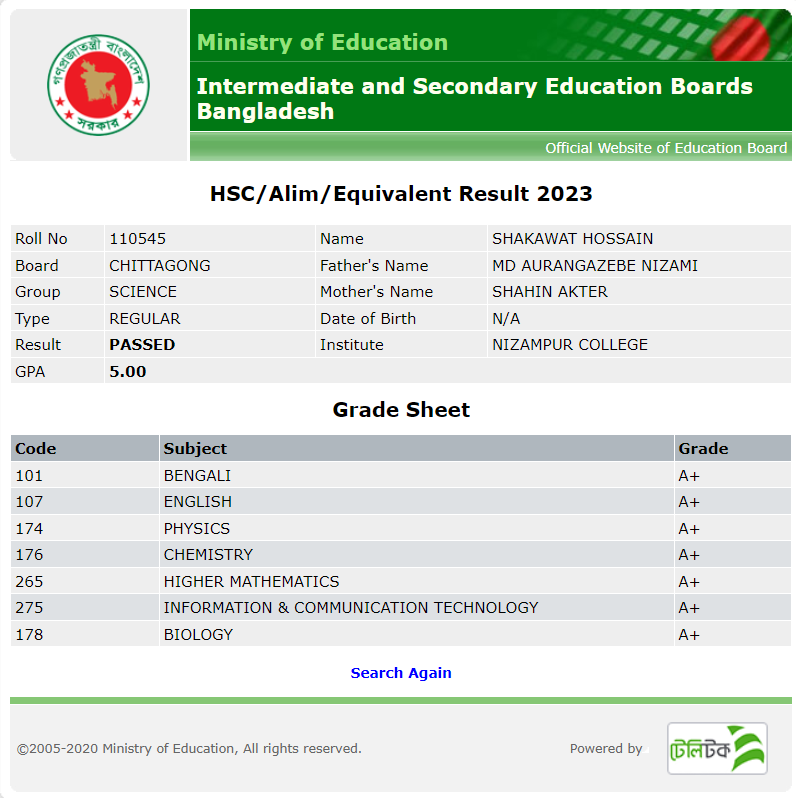 গণপ্রজাতন্ত্রী বাংলাদেশ
সরকার
Ministry of Education
Intermediate and Secondary Education Boards
Bangladesh
Official Website of Education Board
HSC/Alim/Equivalent Result 2023
Roll No 110545 Name SHAKAWAT HOSSAIN
Board CHITTAGONG Father's Name MD AURANGAZEBE NIZAMI
Group SCIENCE Mother's Name SHAHIN AKTER
Type REGULAR Date of Birth N/A
Result PASSED Institute NIZAMPUR COLLEGE
GPA 5.00
Grade Sheet
Code Subject Grade
101 BENGALI A+
107 ENGLISH A+
174 PHYSICS A+
176 CHEMISTRY A+
265 HIGHER MATHEMATICS A+
275 INFORMATION & COMMUNICATION TECHNOLOGY A+
178 BIOLOGY A+
Search Again
©2005-2020 Ministry of Education, All rights reserved. Powered by
টেলিটক